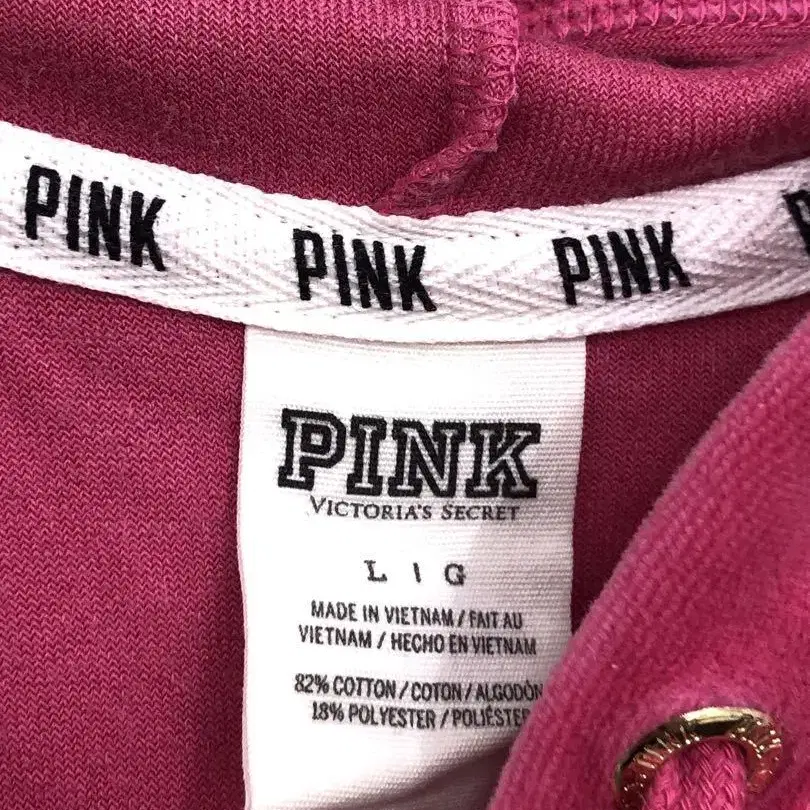 PINK PINK PINK
PINK
VICTORIA'S SECRET
L | G
MADE IN VIETNAM / FAIT AU
VIETNAM / HECHO EN VIETNAM
82% COTTON / COTON / ALGODÓN
18% POLYESTER / POLIÉSTER